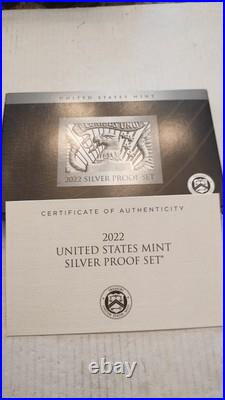 UNITED STATES MINT
2022 SILVER PROOF SET
CERTIFICATE OF AUTHENTICITY
2022
UNITED STATES MINT
SILVER PROOF SET®